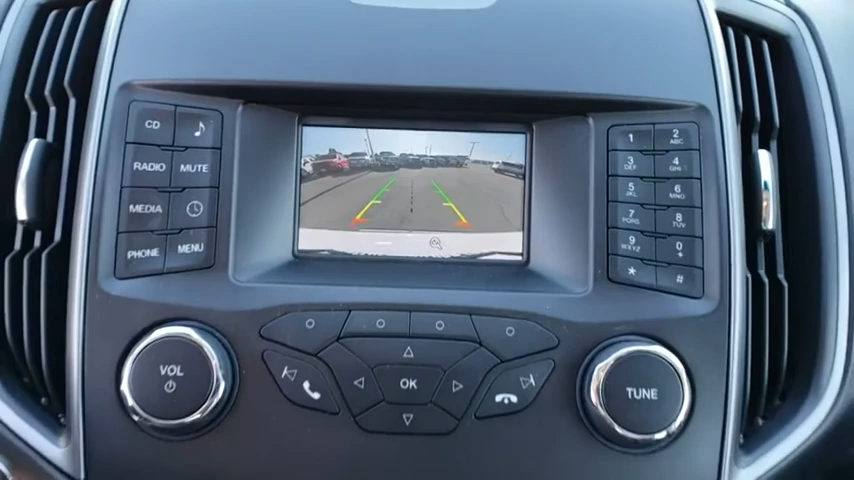 CD
RADIO MUTE
MEDIA
PHONE MENU
1 2 ABC
3 DEF 4 GHI
5 JKL 6 MNO
7 PQRS 8 TUV
9 WXYZ 0
* #
VOL
OK
TUNE